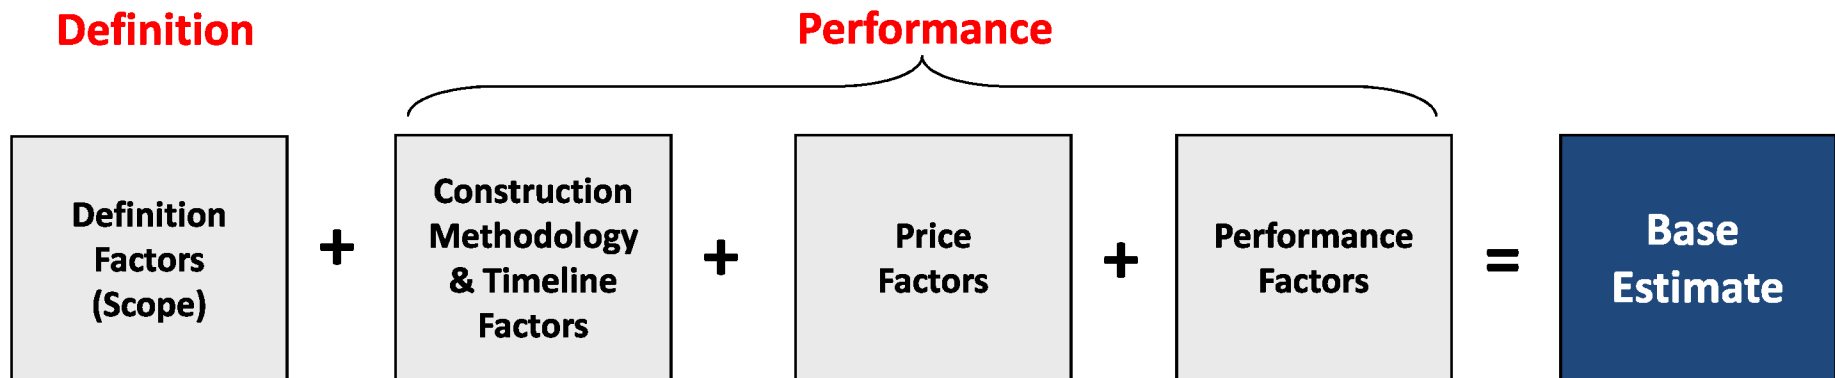 Definition
Performance
Definition
Factors
(Scope)
+
Construction
Methodology
& Timeline
Factors
+
Price
Factors
+
Performance
Factors
=
Base
Estimate